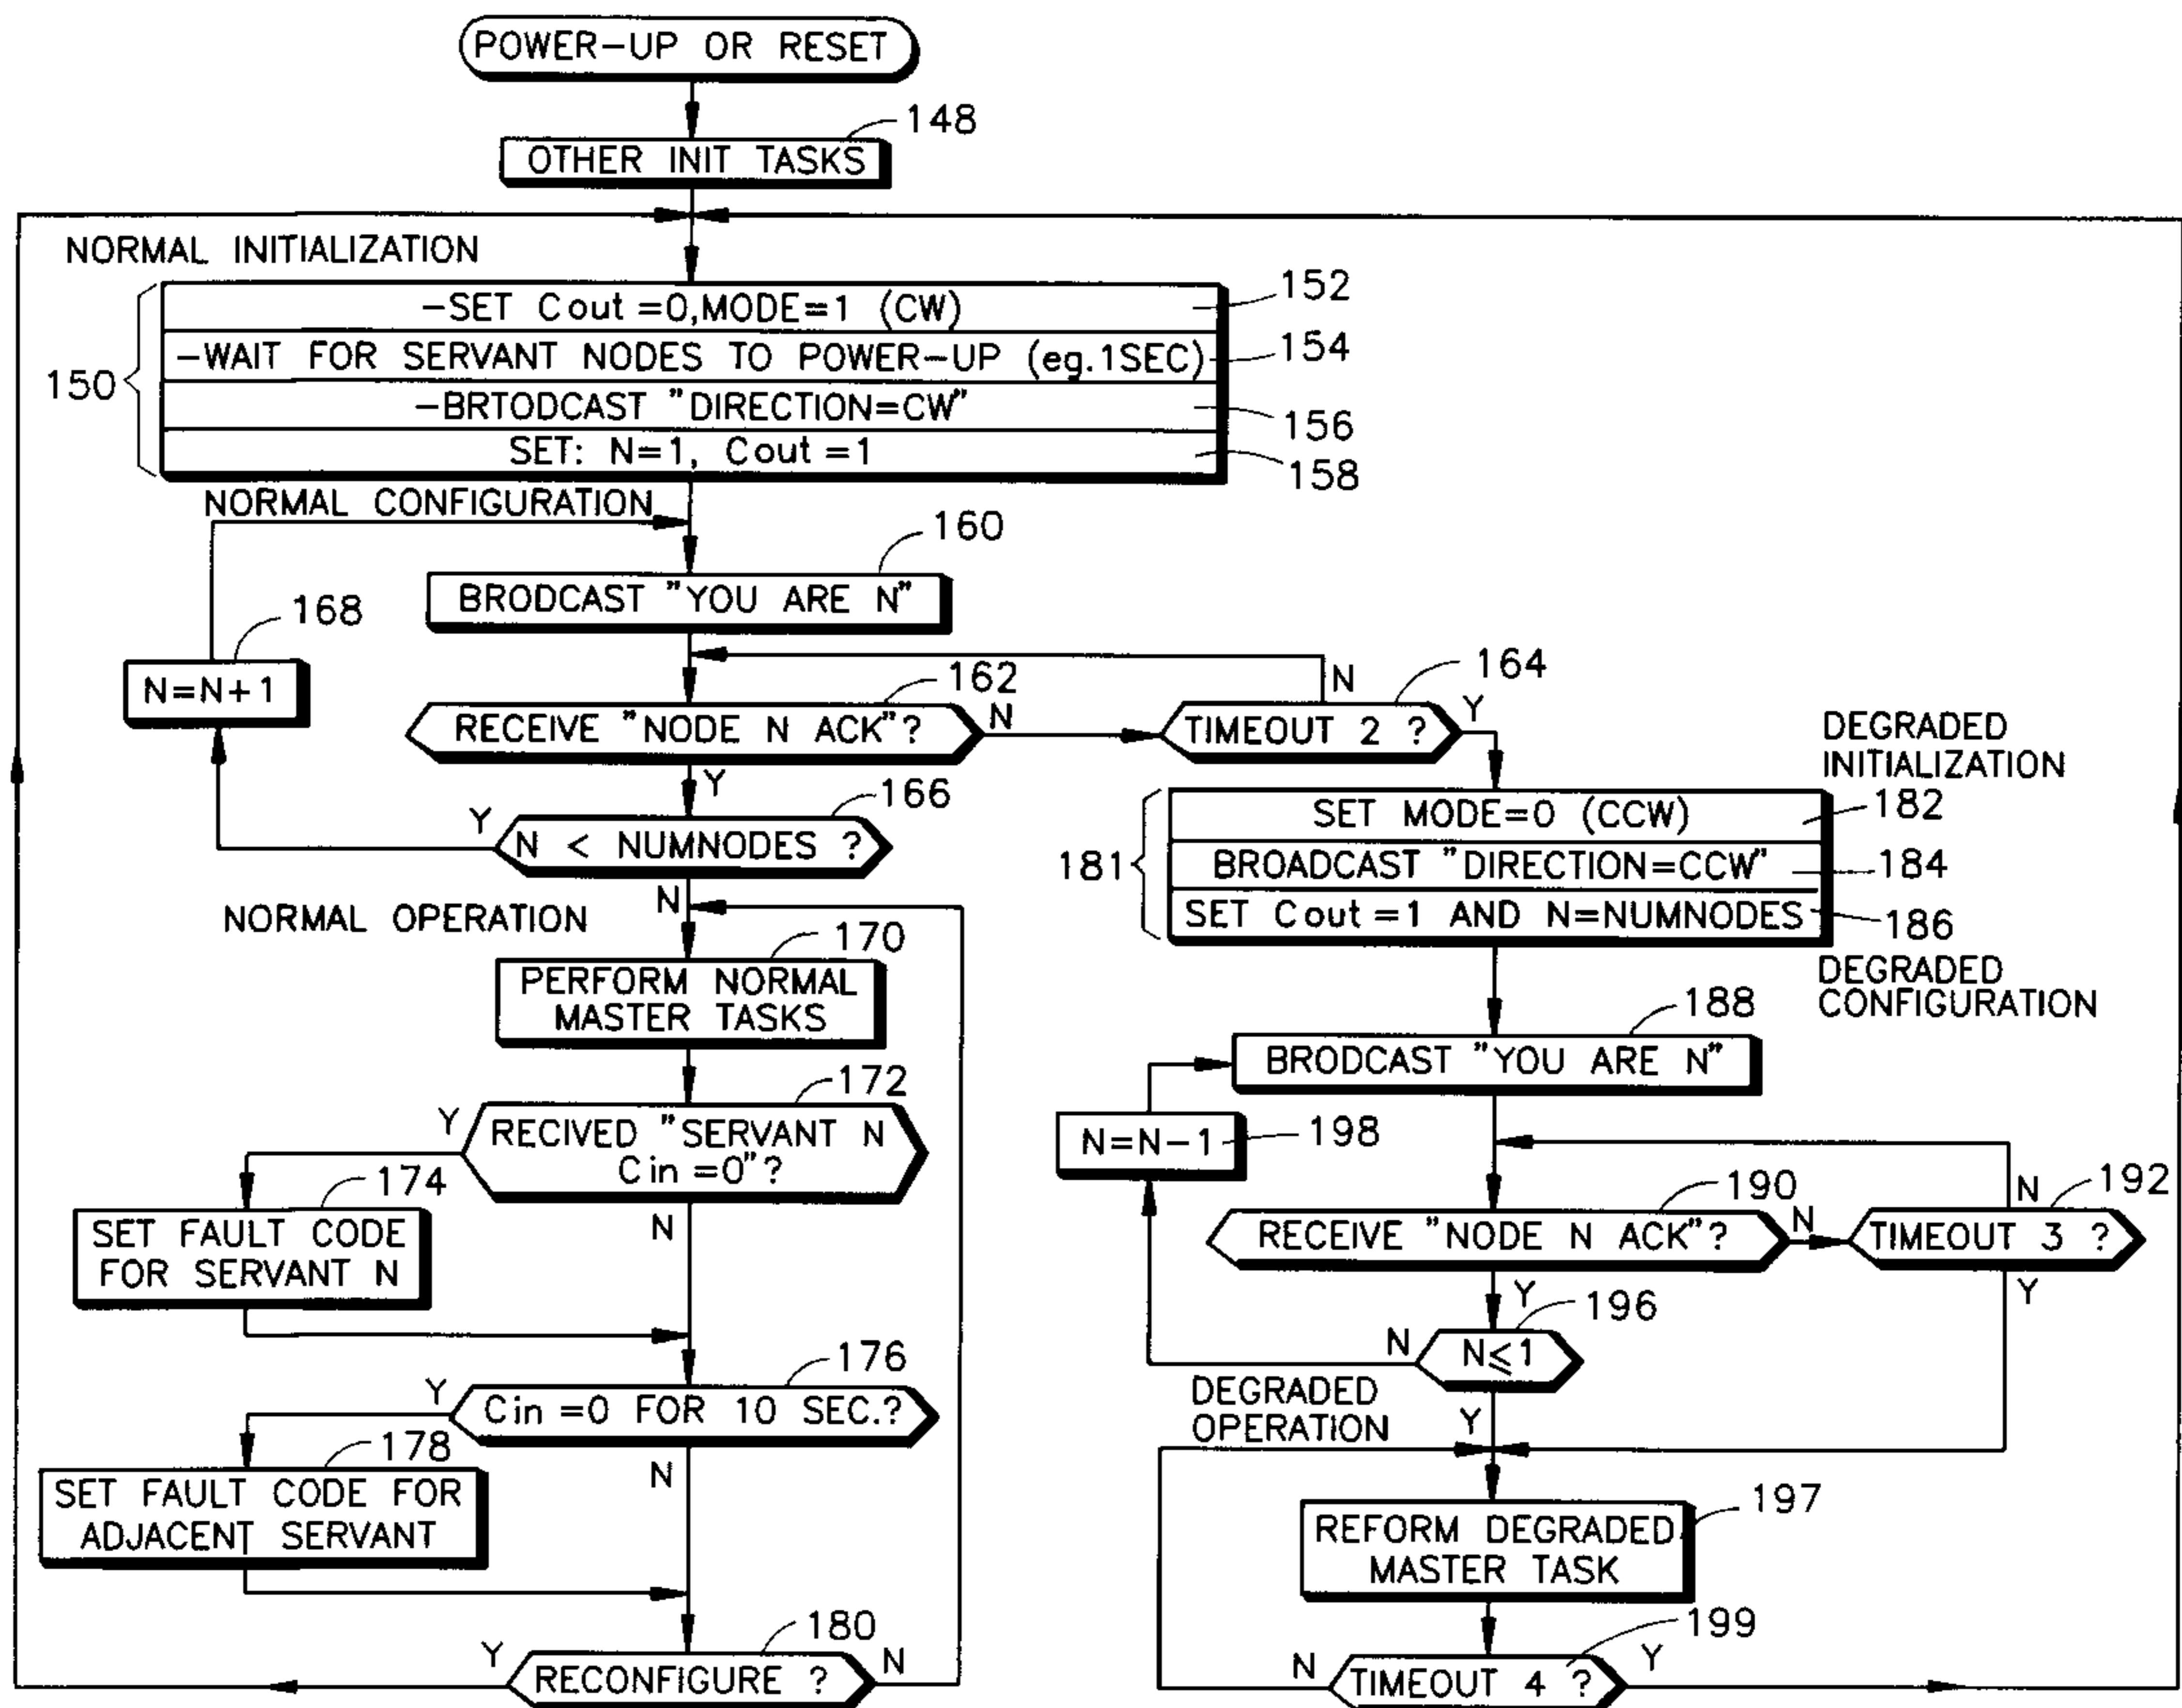 POWER-UP OR RESET
148
OTHER INIT TASKS
NORMAL INITIALIZATION
150
-SET Cout =0,MODE=1 (CW)
152
-WAIT FOR SERVANT NODES TO POWER-UP (eg.1SEC)
154
-BRTODCAST "DIRECTION=CW"
156
SET: N=1, Cout =1
158
NORMAL CONFIGURATION
160
BRODCAST "YOU ARE N"
168
N=N+1
162
RECEIVE "NODE N ACK"?
N
164
N
TIMEOUT 2 ?
Y
Y
166
Y
N < NUMNODES ?
N
DEGRADED
INITIALIZATION
181
SET MODE=0 (CCW)
182
BROADCAST "DIRECTION=CCW"
184
SET Cout =1 AND N=NUMNODES
186
NORMAL OPERATION
170
PERFORM NORMAL
MASTER TASKS
DEGRADED
CONFIGURATION
188
BRODCAST "YOU ARE N"
172
Y
RECIVED "SERVANT N
Cin =0"?
N
174
SET FAULT CODE
FOR SERVANT N
N=N-1
198
190
RECEIVE "NODE N ACK"?
N
192
N
TIMEOUT 3 ?
Y
Y
196
N
N≤1
Y
176
Y
Cin =0 FOR 10 SEC.?
N
178
SET FAULT CODE FOR
ADJACENT SERVANT
DEGRADED
OPERATION
197
REFORM DEGRADED
MASTER TASK
180
Y
RECONFIGURE ?
N
199
N
TIMEOUT 4 ?
Y